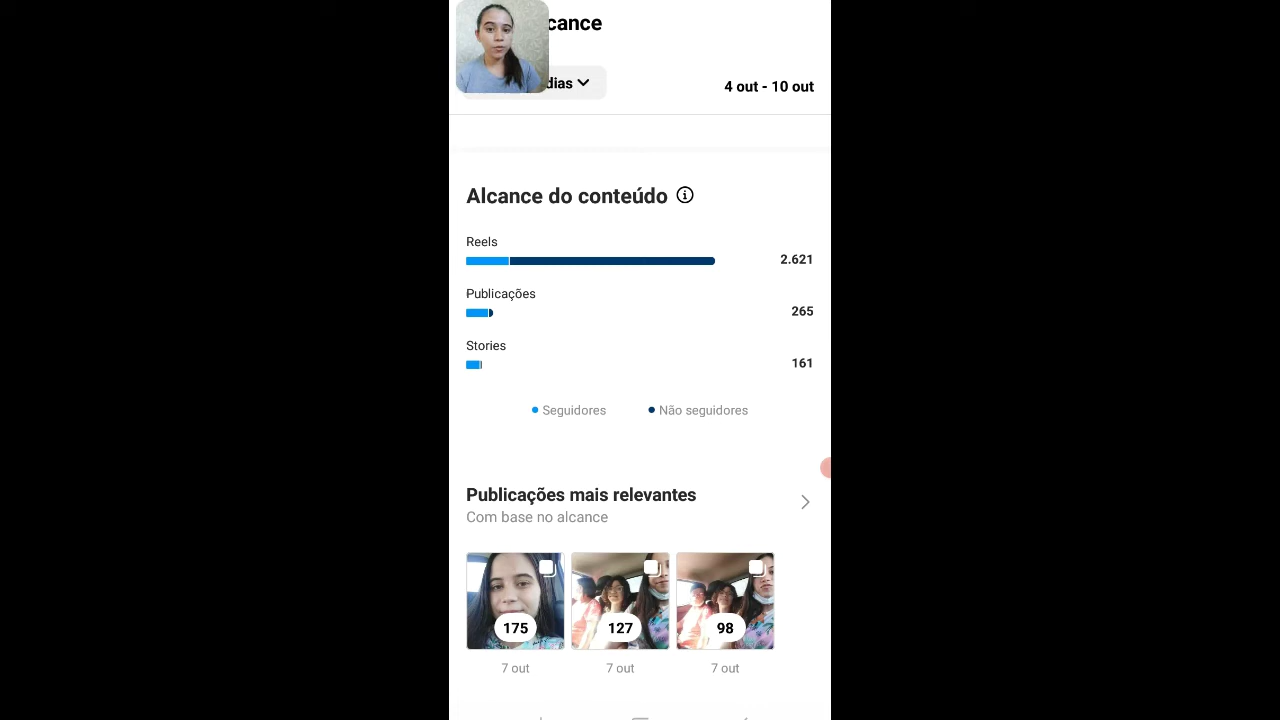 cance
dias
4 out - 10 out
Alcance do conteúdo
Reels
2.621
Publicações
265
Stories
161
Seguidores
Não seguidores
Publicações mais relevantes
Com base no alcance
175
127
98
7 out
7 out
7 out